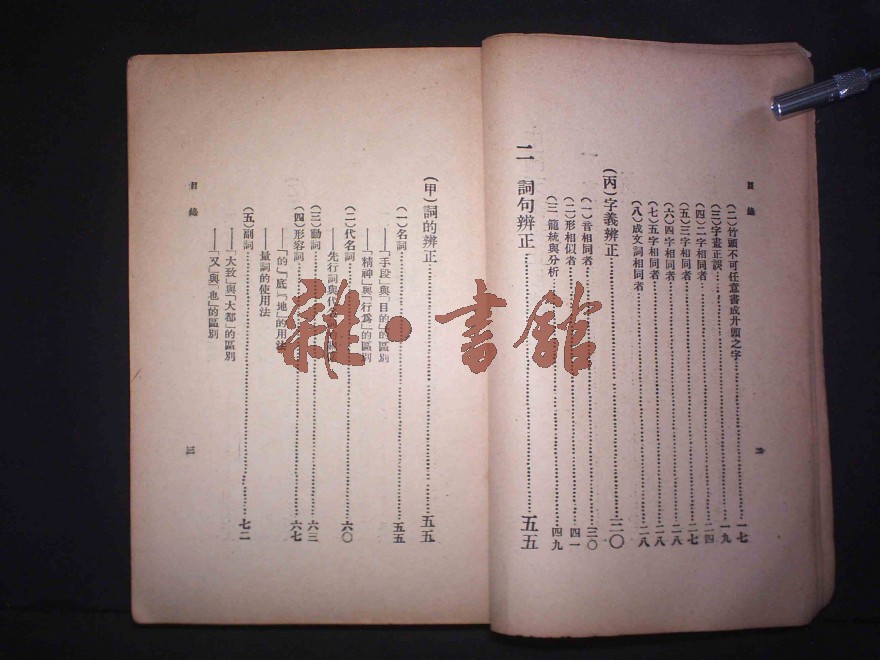 目錄
(二)竹頭不可任意書成廾頭之字……一七
(三)字畫正誤……一九
(四)二字相同者……二四
(五)三字相同者……二七
(六)四字相同者……二八
(七)五字相同者……二八
(八)成文詞相同者……二八
(丙)字義辨正……三〇
(一)音相同者……三〇
(二)形相似者……四一
(三)籠統與分析……四九
二 詞句辨正……五五
目錄
三
(甲)詞的辨正……五五
(一)名詞……五五
——「手段」與「目的」的區別
——「精神」與「行爲」的區別
(二)代名詞……六〇
——先行詞與代
(三)動詞……六三
(四)形容詞……六七
——「的」「底」「地」的用法
——量詞的使用法
(五)副詞……七二
——「大致」與「大都」的區別
——「又」與「也」的區別
雜·書館